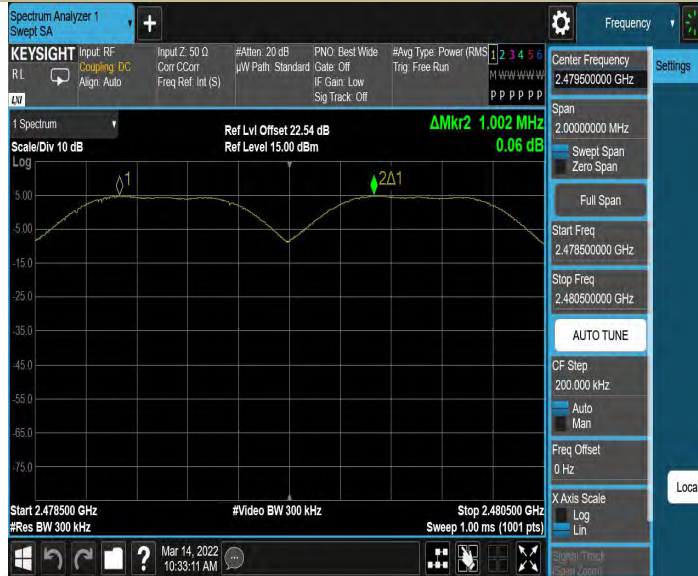 Spectrum Analyzer 1
Swept SA
+
Frequency
KEYSIGHT
RL
LXI
Input: RF
Coupling: DC
Align: Auto
Input Z: 50 Ω
Corr CCorr
Freq Ref: Int (S)
#Atten: 20 dB
µW Path: Standard
PNO: Best Wide
Gate: Off
IF Gain: Low
Sig Track: Off
#Avg Type: Power (RMS
Trig: Free Run
1 2 3 4 5 6
M W W W W W
P P P P P P
1 Spectrum
Scale/Div 10 dB
Log
Ref Lvl Offset 22.54 dB
Ref Level 15.00 dBm
ΔMkr2 1.002 MHz
0.06 dB
1
2Δ1
5.00
-5.00
-15.0
-25.0
-35.0
-45.0
-55.0
-65.0
-75.0
Start 2.478500 GHz
#Res BW 300 kHz
#Video BW 300 kHz
Stop 2.480500 GHz
Sweep 1.00 ms (1001 pts)
Center Frequency
2.479500000 GHz
Settings
Span
2.00000000 MHz
Swept Span
Zero Span
Full Span
Start Freq
2.478500000 GHz
Stop Freq
2.480500000 GHz
AUTO TUNE
CF Step
200.000 kHz
Auto
Man
Freq Offset
0 Hz
X Axis Scale
Log
Lin
Signal Track
(Span Zoom)
Loca
?
Mar 14, 2022
10:33:11 AM